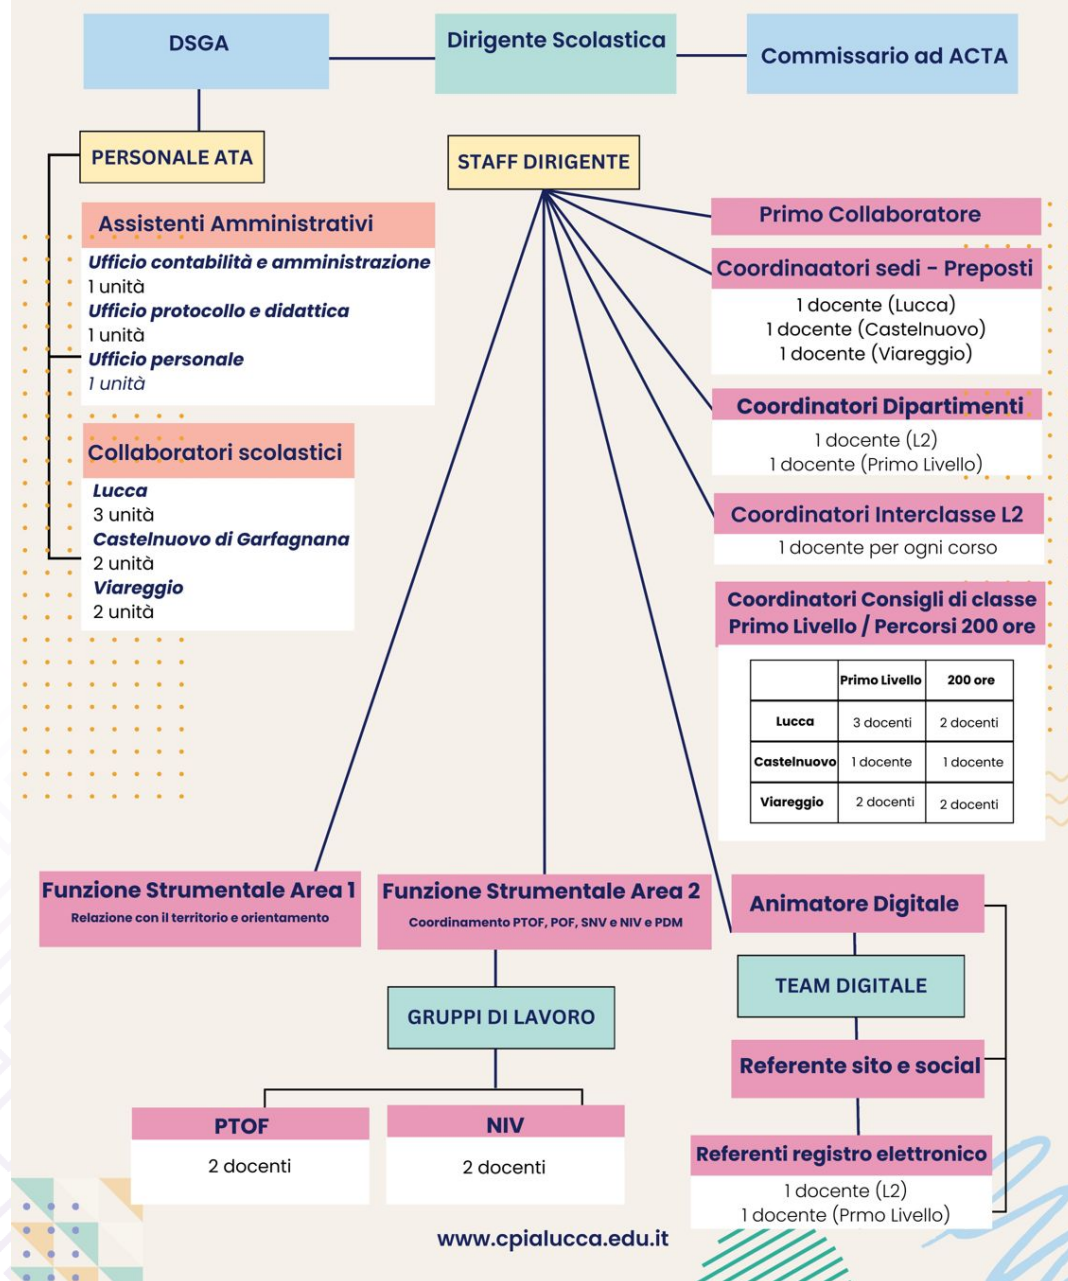 DSGA
Dirigente Scolastica
Commissario ad ACTA
PERSONALE ATA
STAFF DIRIGENTE
Assistenti Amministrativi
Ufficio contabilità e amministrazione
1 unità
Ufficio protocollo e didattica
1 unità
Ufficio personale
1 unità
Collaboratori scolastici
Lucca
3 unità
Castelnuovo di Garfagnana
2 unità
Viareggio
2 unità
Primo Collaboratore
Coordinaatori sedi - Preposti
1 docente (Lucca)
1 docente (Castelnuovo)
1 docente (Viareggio)
Coordinatori Dipartimenti
1 docente (L2)
1 docente (Primo Livello)
Coordinatori Interclasse L2
1 docente per ogni corso
Coordinatori Consigli di classe
Primo Livello / Percorsi 200 ore
Primo Livello 200 ore
Lucca 3 docenti 2 docenti
Castelnuovo 1 docente 1 docente
Viareggio 2 docenti 2 docenti
Funzione Strumentale Area 1
Relazione con il territorio e orientamento
Funzione Strumentale Area 2
Coordinamento PTOF, POF, SNV e NIV e PDM
GRUPPI DI LAVORO
PTOF
2 docenti
NIV
2 docenti
Animatore Digitale
TEAM DIGITALE
Referente sito e social
Referenti registro elettronico
1 docente (L2)
1 docente (Prmo Livello)
www.cpialucca.edu.it